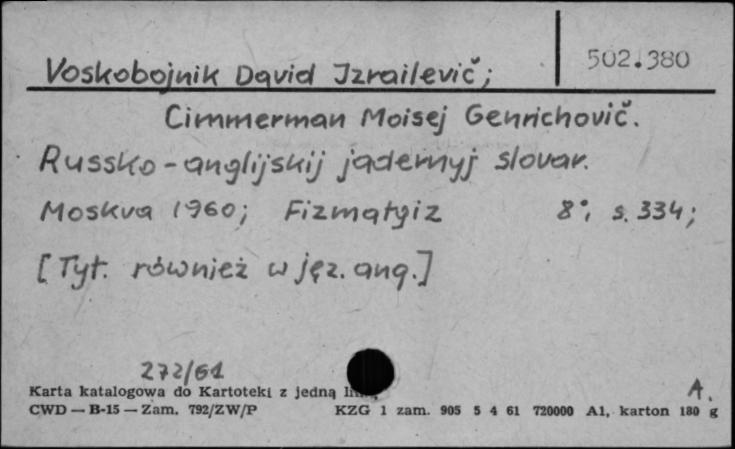 502.380
Voskobojnik David Izrailevič;
Cimmerman Moisej Genrichovič.
Russko-anglijskij jadernyj slovar.
Moskva 1960; Fizmatgiz 8°, s. 334;
[Tyt. również w jęz. ang.]
272/61
Karta katalogowa do Kartoteki z jedną
A.
CWD — B-15 — Zam. 792/ZW/P KZG 1 zam. 905 5 4 61 720000 A1, karton 180 g